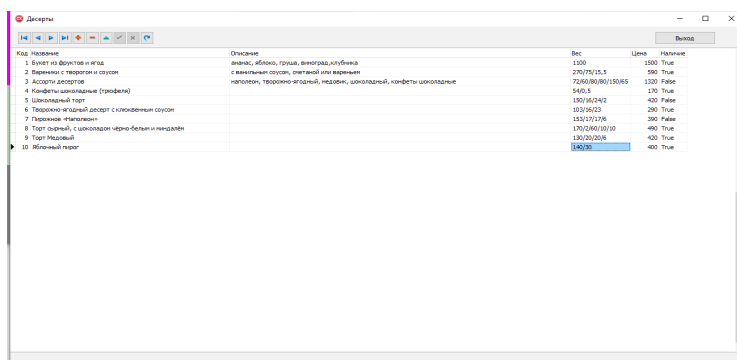 Десерты
Выход
Код Название Описание Вес Цена Наличие
1 Букет из фруктов и ягод ананас, яблоко, груша, виноград,клубника 1100 1500 True
2 Вареники с творогом и соусом с ванильным соусом, сметаной или вареньем 270/75/15,5 590 True
3 Ассорти десертов наполеон, творожно-ягодный, медовик, шоколадный, конфеты шоколадные 72/60/80/80/150/65 1320 False
4 Конфеты шоколадные (трюфели) 54/0,5 170 True
5 Шоколадный торт 150/16/24/2 420 False
6 Творожно-ягодный десерт с клюквенным соусом 103/16/23 290 True
7 Пирожное «Наполеон» 153/17/17/6 390 False
8 Торт сырный, с шоколадом чёрно-белым и миндалём 170/2/60/10/10 490 True
9 Торт Медовый 130/20/20/6 420 True
10 Яблочный пирог 140/30 400 True